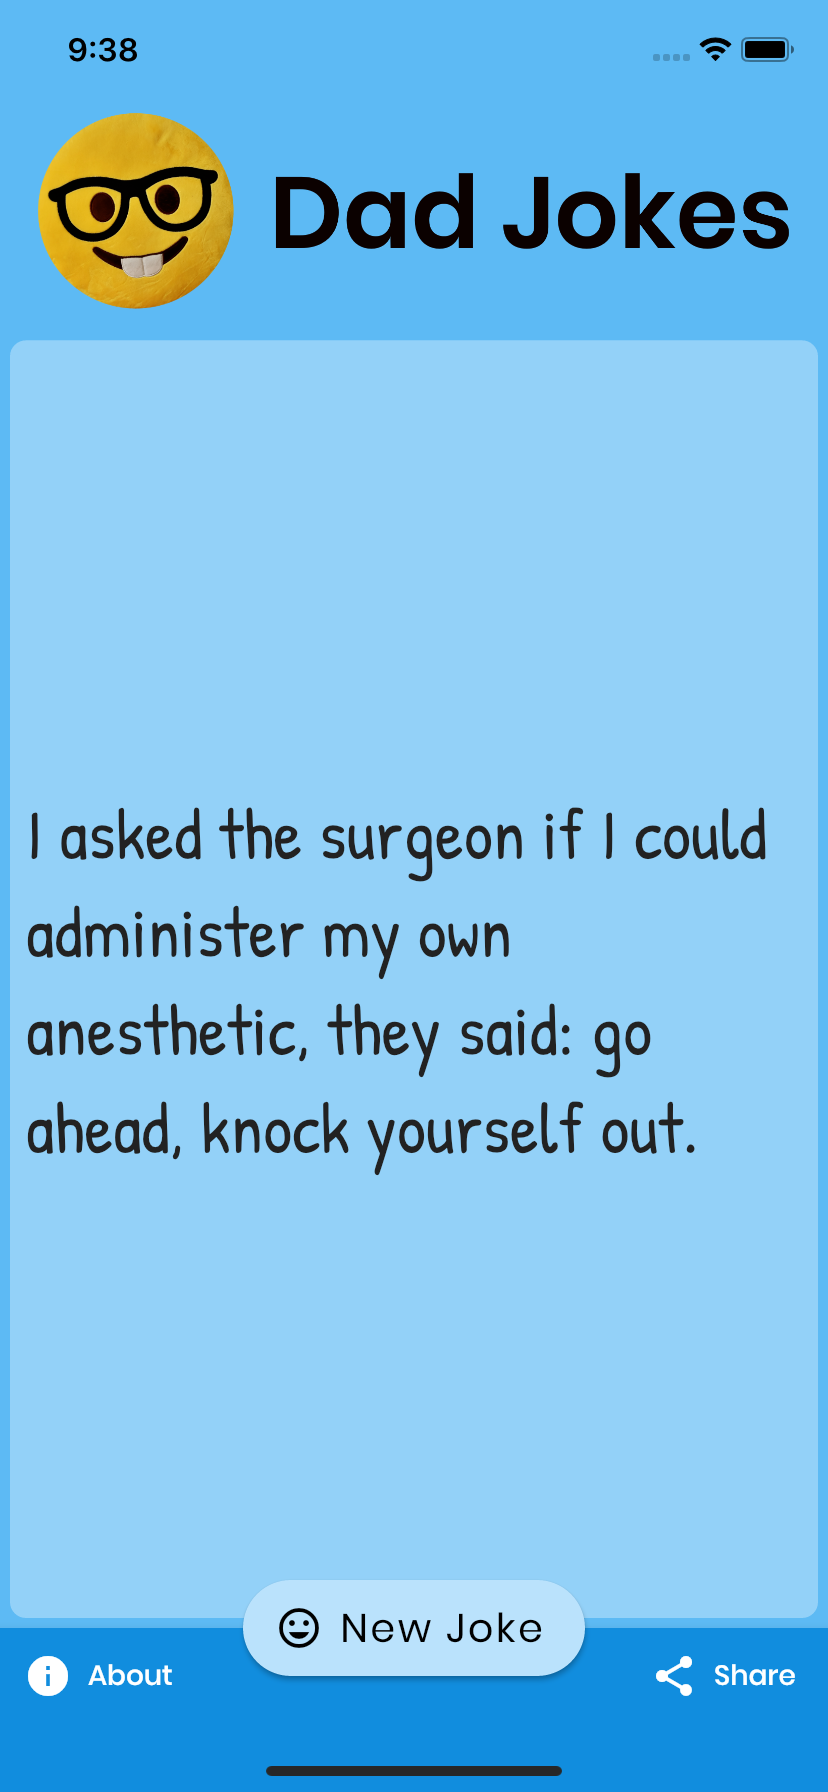 9:38
Dad Jokes
I asked the surgeon if I could
administer my own
anesthetic, they said: go
ahead, knock yourself out.
New Joke
About
Share